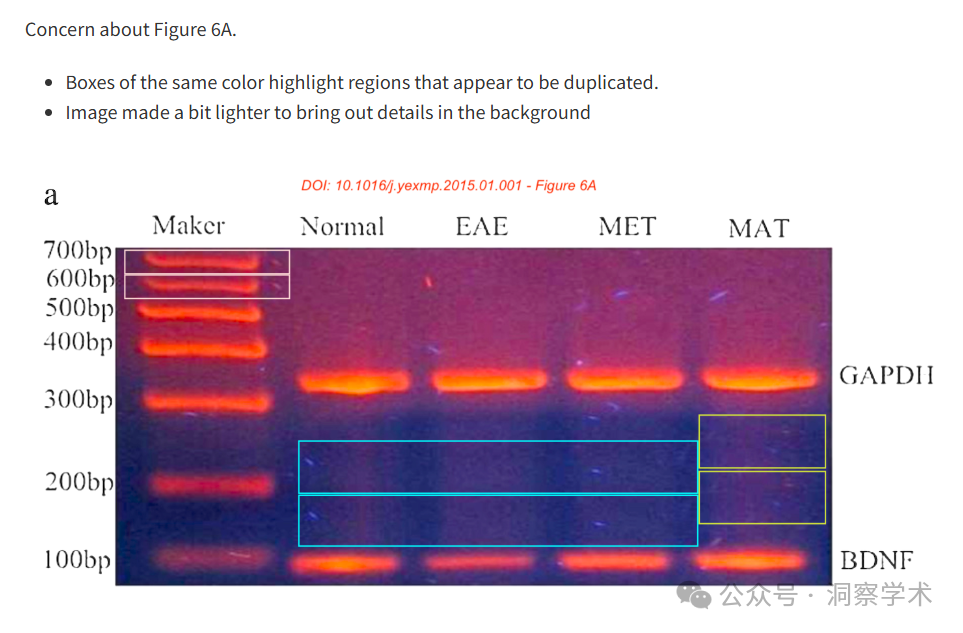 Concern about Figure 6A.
• Boxes of the same color highlight regions that appear to be duplicated.
• Image made a bit lighter to bring out details in the background
DOI: 10.1016/j.yexmp.2015.01.001 - Figure 6A
a
Maker Normal EAE MET MAT
700bp
600bp
500bp
400bp
GAPDH
300bp
200bp
100bp BDNF
公众号 · 洞察学术